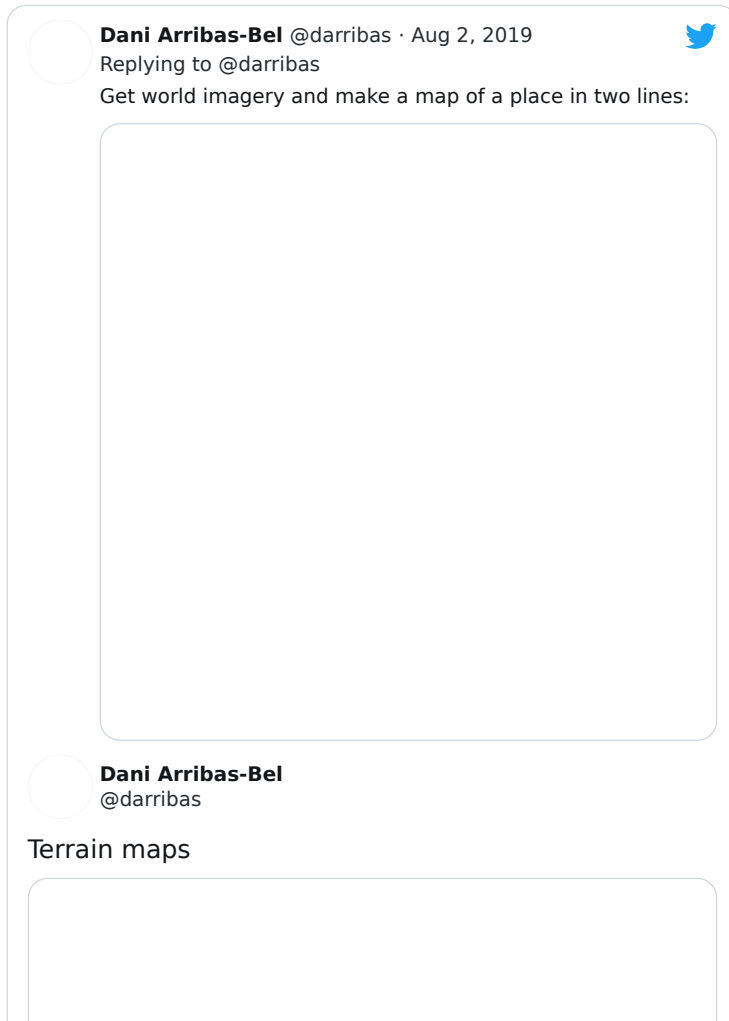 Dani Arribas-Bel @darribas · Aug 2, 2019
Replying to @darribas
Get world imagery and make a map of a place in two lines:
Dani Arribas-Bel
@darribas
Terrain maps